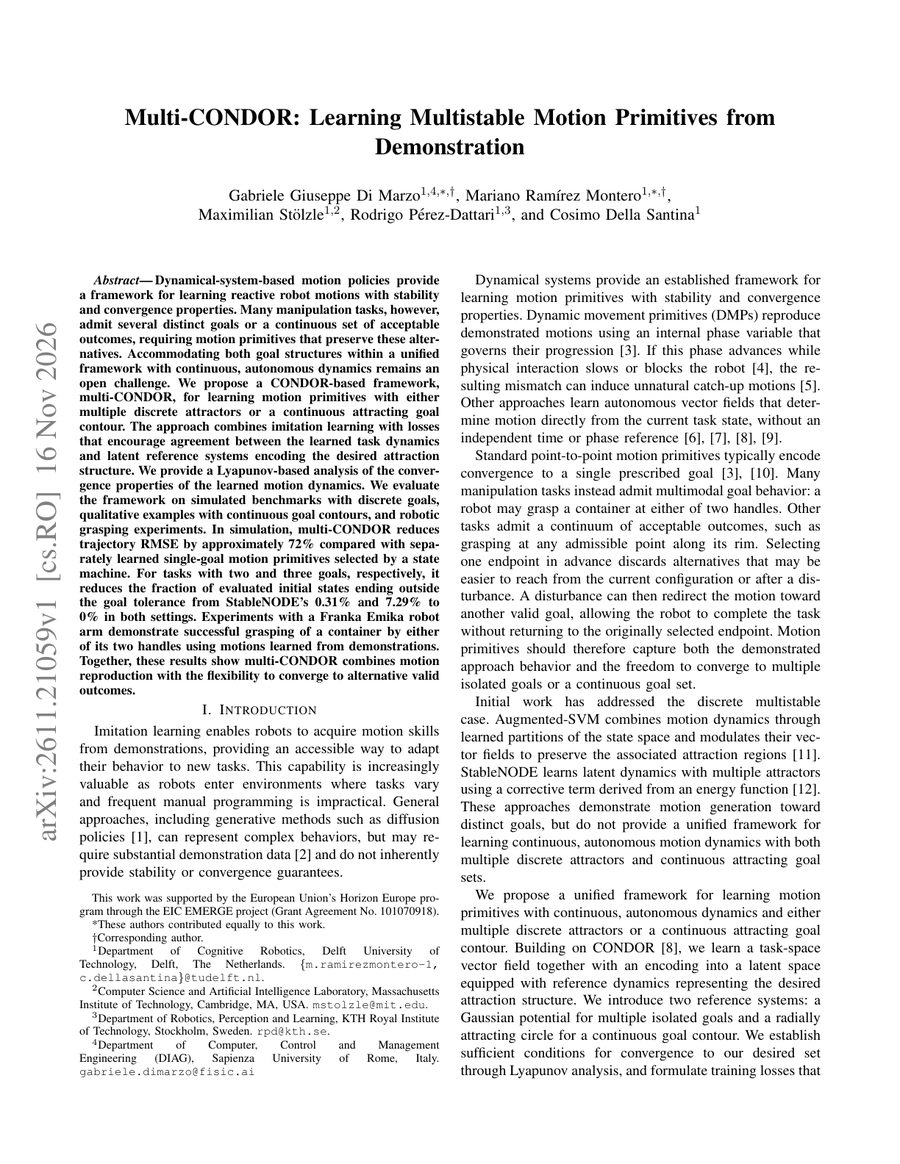 Multi-CONDOR: Learning Multistable Motion Primitives from
Demonstration
Gabriele Giuseppe Di Marzo1,4,∗,†, Mariano Ramírez Montero1,∗,†,
Maximilian Stölzle1,2, Rodrigo Pérez-Dattari1,3, and Cosimo Della Santina1
arXiv:2611.21059v1 [cs.RO] 16 Nov 2026
Abstract—Dynamical-system-based motion policies provide
a framework for learning reactive robot motions with stability
and convergence properties. Many manipulation tasks, however,
admit several distinct goals or a continuous set of acceptable
outcomes, requiring motion primitives that preserve these alter-
natives. Accommodating both goal structures within a unified
framework with continuous, autonomous dynamics remains an
open challenge. We propose a CONDOR-based framework,
multi-CONDOR, for learning motion primitives with either
multiple discrete attractors or a continuous attracting goal
contour. The approach combines imitation learning with losses
that encourage agreement between the learned task dynamics
and latent reference systems encoding the desired attraction
structure. We provide a Lyapunov-based analysis of the conver-
gence properties of the learned motion dynamics. We evaluate
the framework on simulated benchmarks with discrete goals,
qualitative examples with continuous goal contours, and robotic
grasping experiments. In simulation, multi-CONDOR reduces
trajectory RMSE by approximately 72% compared with sepa-
rately learned single-goal motion primitives selected by a state
machine. For tasks with two and three goals, respectively, it
reduces the fraction of evaluated initial states ending outside
the goal tolerance from StableNODE's 0.31% and 7.29% to
0% in both settings. Experiments with a Franka Emika robot
arm demonstrate successful grasping of a container by either
of its two handles using motions learned from demonstrations.
Together, these results show multi-CONDOR combines motion
reproduction with the flexibility to converge to alternative valid
outcomes.
I. INTRODUCTION
Imitation learning enables robots to acquire motion skills
from demonstrations, providing an accessible way to adapt
their behavior to new tasks. This capability is increasingly
valuable as robots enter environments where tasks vary
and frequent manual programming is impractical. General
approaches, including generative methods such as diffusion
policies [1], can represent complex behaviors, but may re-
quire substantial demonstration data [2] and do not inherently
provide stability or convergence guarantees.
This work was supported by the European Union's Horizon Europe pro-
gram through the EIC EMERGE project (Grant Agreement No. 101070918).
*These authors contributed equally to this work.
†Corresponding author.
1Department of Cognitive Robotics, Delft University of
Technology, Delft, The Netherlands. {m.ramirezmontero-1,
c.dellasantina}@tudelft.nl.
2Computer Science and Artificial Intelligence Laboratory, Massachusetts
Institute of Technology, Cambridge, MA, USA. mstolzle@mit.edu.
3Department of Robotics, Perception and Learning, KTH Royal Institute
of Technology, Stockholm, Sweden. rpd@kth.se.
4Department of Computer, Control and Management
Engineering (DIAG), Sapienza University of Rome, Italy.
gabriele.dimarzo@fisic.ai
Dynamical systems provide an established framework for
learning motion primitives with stability and convergence
properties. Dynamic movement primitives (DMPs) reproduce
demonstrated motions using an internal phase variable that
governs their progression [3]. If this phase advances while
physical interaction slows or blocks the robot [4], the re-
sulting mismatch can induce unnatural catch-up motions [5].
Other approaches learn autonomous vector fields that deter-
mine motion directly from the current task state, without an
independent time or phase reference [6], [7], [8], [9].
Standard point-to-point motion primitives typically encode
convergence to a single prescribed goal [3], [10]. Many
manipulation tasks instead admit multimodal goal behavior: a
robot may grasp a container at either of two handles. Other
tasks admit a continuum of acceptable outcomes, such as
grasping at any admissible point along its rim. Selecting
one endpoint in advance discards alternatives that may be
easier to reach from the current configuration or after a dis-
turbance. A disturbance can then redirect the motion toward
another valid goal, allowing the robot to complete the task
without returning to the originally selected endpoint. Motion
primitives should therefore capture both the demonstrated
approach behavior and the freedom to converge to multiple
isolated goals or a continuous goal set.
Initial work has addressed the discrete multistable
case. Augmented-SVM combines motion dynamics through
learned partitions of the state space and modulates their vec-
tor fields to preserve the associated attraction regions [11].
StableNODE learns latent dynamics with multiple attractors
using a corrective term derived from an energy function [12].
These approaches demonstrate motion generation toward
distinct goals, but do not provide a unified framework for
learning continuous, autonomous motion dynamics with both
multiple discrete attractors and continuous attracting goal
sets.
We propose a unified framework for learning motion
primitives with continuous, autonomous dynamics and either
multiple discrete attractors or a continuous attracting goal
contour. Building on CONDOR [8], we learn a task-space
vector field together with an encoding into a latent space
equipped with reference dynamics representing the desired
attraction structure. We introduce two reference systems: a
Gaussian potential for multiple isolated goals and a radially
attracting circle for a continuous goal contour. We establish
sufficient conditions for convergence to our desired set
through Lyapunov analysis, and formulate training losses that